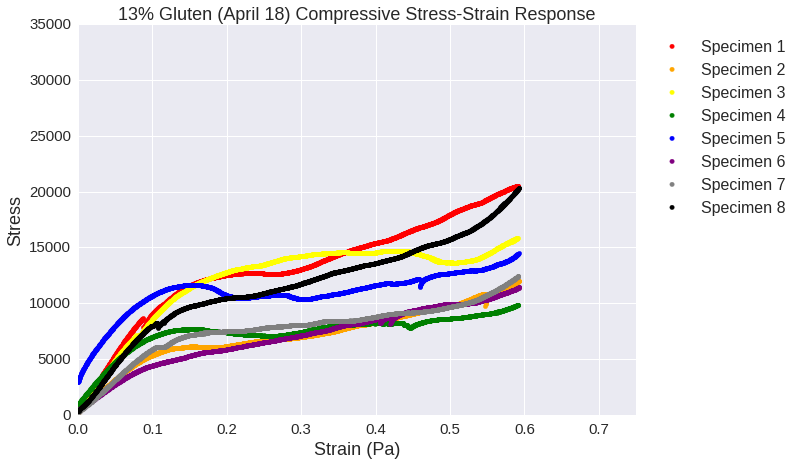 13% Gluten (April 18) Compressive Stress-Strain Response
35000
30000
25000
20000
15000
10000
5000
0
Stress
0.0 0.1 0.2 0.3 0.4 0.5 0.6 0.7
Strain (Pa)
Specimen 1
Specimen 2
Specimen 3
Specimen 4
Specimen 5
Specimen 6
Specimen 7
Specimen 8